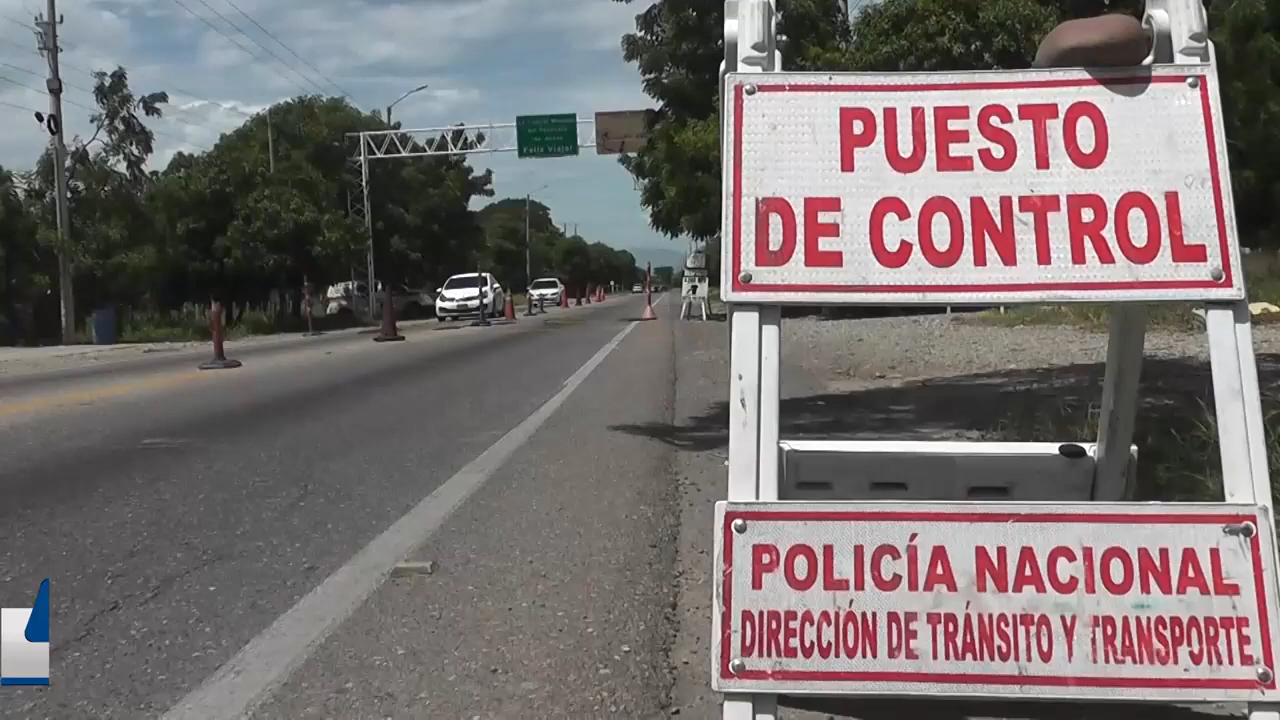 PUESTO
DE CONTROL
POLICÍA NACIONAL
DIRECCIÓN DE TRÁNSITO Y TRANSPORTE
Feliz Viaje!